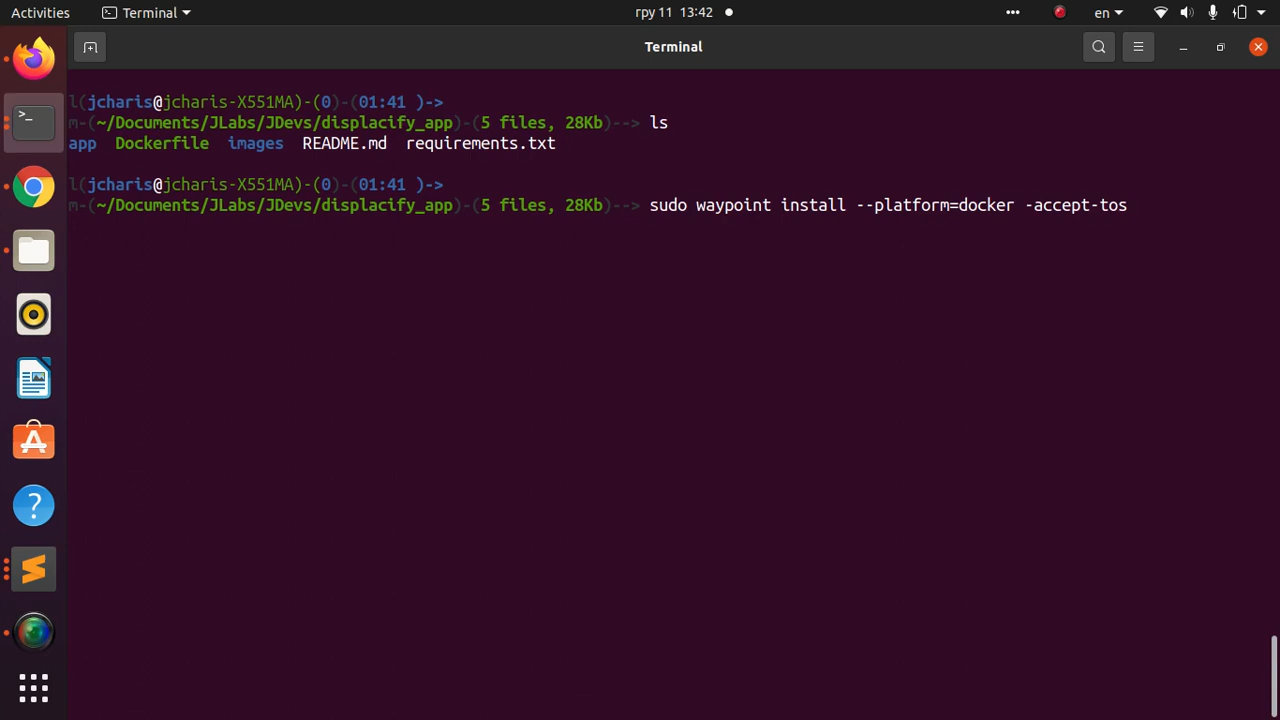 Activities Terminal гру 11 13:42 en
Terminal
l(jcharis@jcharis-X551MA)-(0)-(01:41 )->
m-(~/Documents/JLabs/JDevs/displacify_app)-(5 files, 28Kb)--> ls
app Dockerfile images README.md requirements.txt
l(jcharis@jcharis-X551MA)-(0)-(01:41 )->
m-(~/Documents/JLabs/JDevs/displacify_app)-(5 files, 28Kb)--> sudo waypoint install --platform=docker -accept-tos